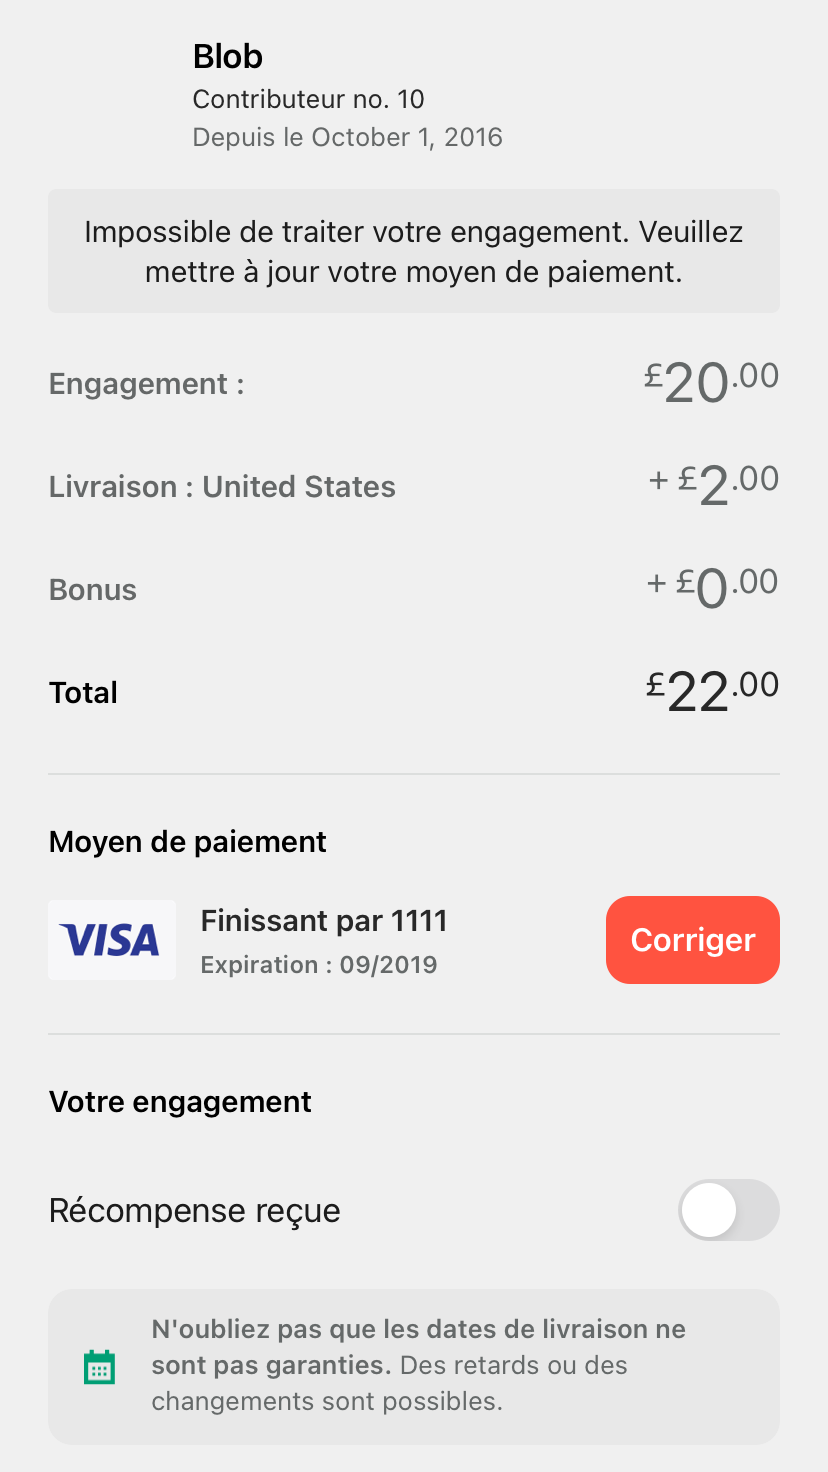 Blob
Contributeur no. 10
Depuis le October 1, 2016
Impossible de traiter votre engagement. Veuillez
mettre à jour votre moyen de paiement.
Engagement : £20.00
Livraison : United States + £2.00
Bonus + £0.00
Total £22.00
Moyen de paiement
VISA
Finissant par 1111
Expiration : 09/2019
Corriger
Votre engagement
Récompense reçue
N'oubliez pas que les dates de livraison ne
sont pas garanties. Des retards ou des
changements sont possibles.